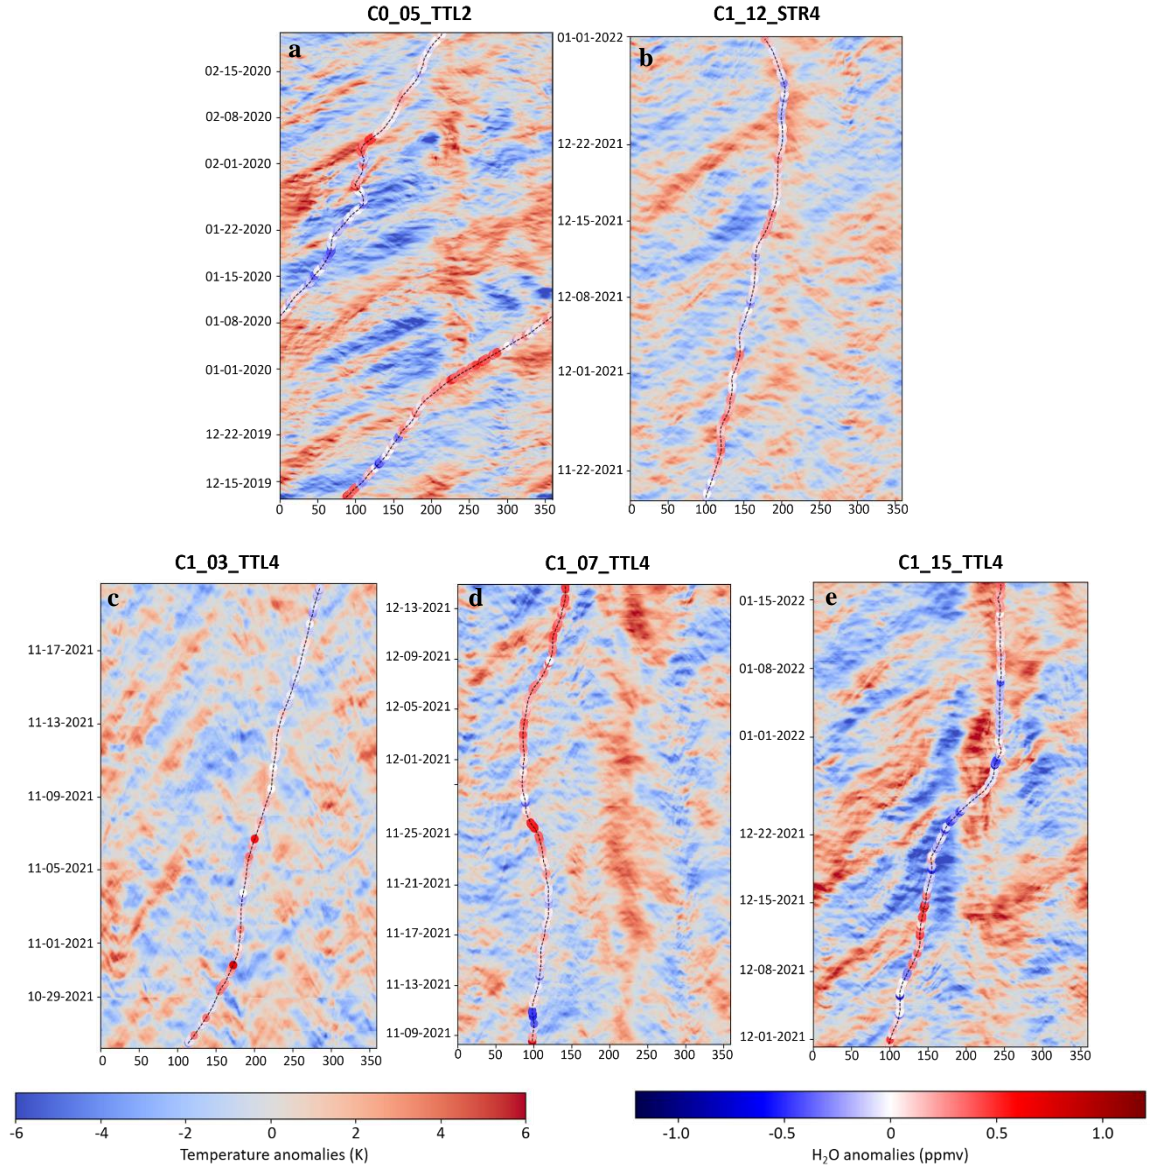 C0_05_TTL2
C1_12_STR4
a
02-15-2020
02-08-2020
02-01-2020
01-22-2020
01-15-2020
01-08-2020
01-01-2020
12-22-2019
12-15-2019
0 50 100 150 200 250 300 350
b
01-01-2022
12-22-2021
12-15-2021
12-08-2021
12-01-2021
11-22-2021
0 50 100 150 200 250 300 350
C1_03_TTL4
C1_07_TTL4
C1_15_TTL4
c
11-17-2021
11-13-2021
11-09-2021
11-05-2021
11-01-2021
10-29-2021
0 50 100 150 200 250 300 350
d
12-13-2021
12-09-2021
12-05-2021
12-01-2021
11-25-2021
11-21-2021
11-17-2021
11-13-2021
11-09-2021
0 50 100 150 200 250 300 350
e
01-15-2022
01-08-2022
01-01-2022
12-22-2021
12-15-2021
12-08-2021
12-01-2021
0 50 100 150 200 250 300 350
-6 -4 -2 0 2 4 6
Temperature anomalies (K)
-1.0 -0.5 0 0.5 1.0
H₂O anomalies (ppmv)